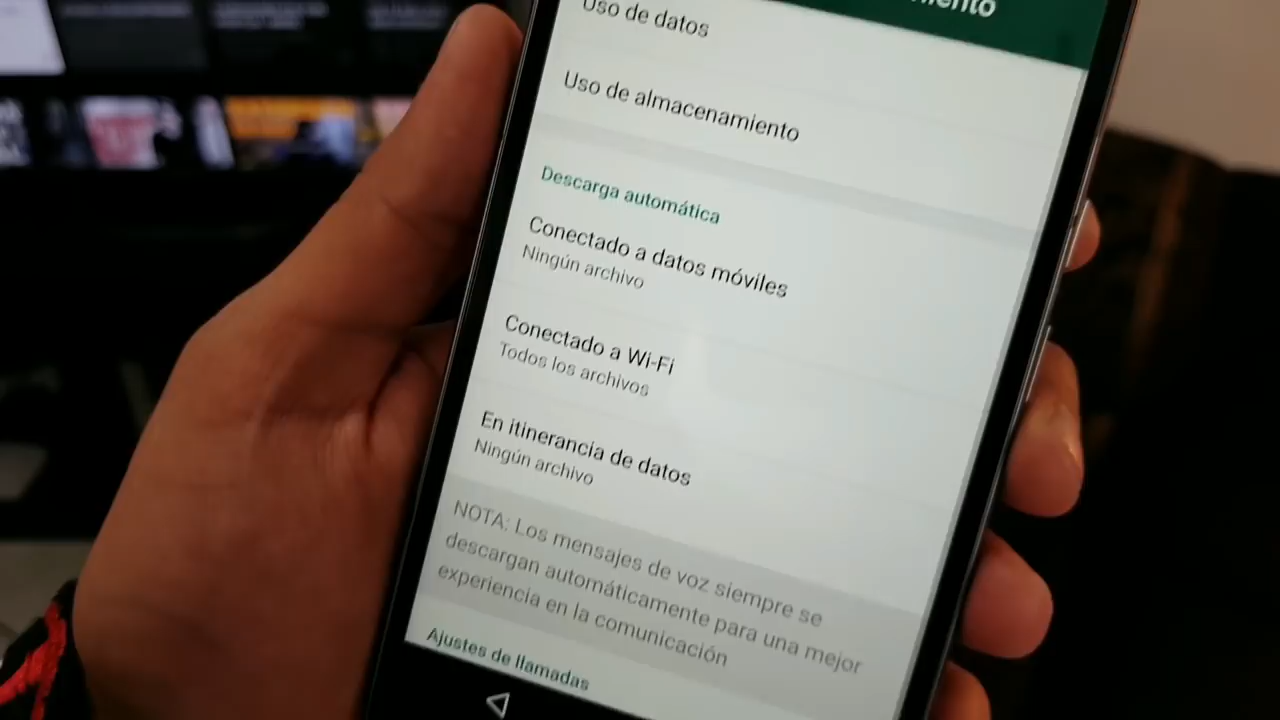 Uso de datos
Uso de almacenamiento
Descarga automática
Conectado a datos móviles
Ningún archivo
Conectado a Wi-Fi
Todos los archivos
En itinerancia de datos
Ningún archivo
NOTA: Los mensajes de voz siempre se
descargan automáticamente para una mejor
experiencia en la comunicación
Ajustes de llamadas